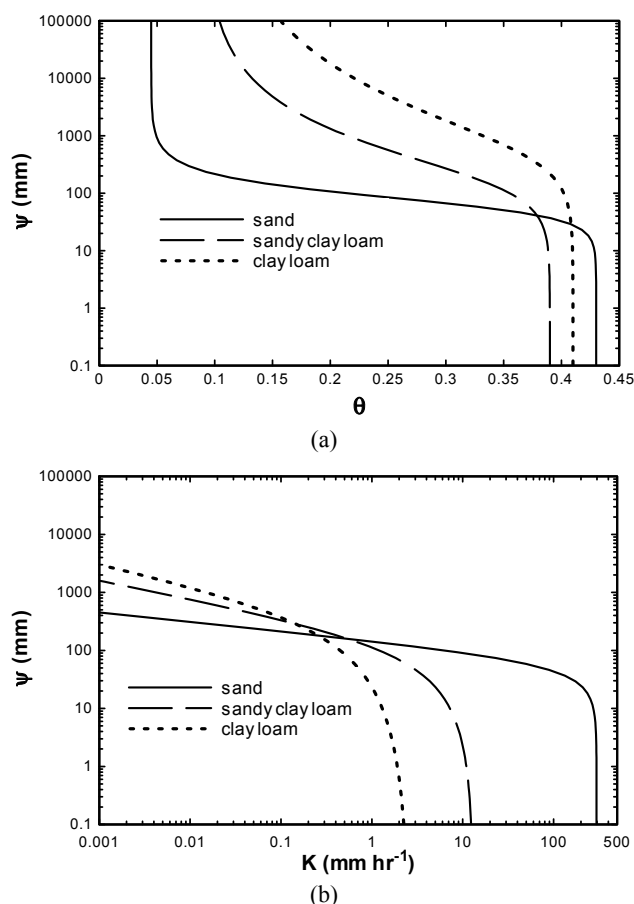 100000
10000
1000
100
10
1
0.1
ψ (mm)
sand
sandy clay loam
clay loam
0 0.05 0.1 0.15 0.2 0.25 0.3 0.35 0.4 0.45
θ
(a)
100000
10000
1000
100
10
1
0.1
ψ (mm)
sand
sandy clay loam
clay loam
0.001 0.01 0.1 1 10 100 500
K (mm hr⁻¹)
(b)